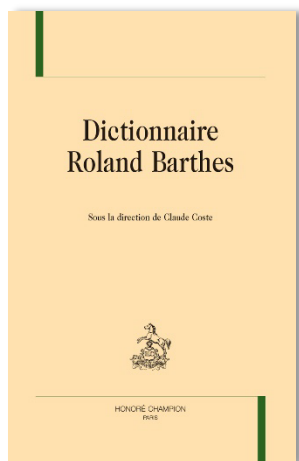 Dictionnaire
Roland Barthes
Sous la direction de Claude Coste
HONORÉ CHAMPION
PARIS